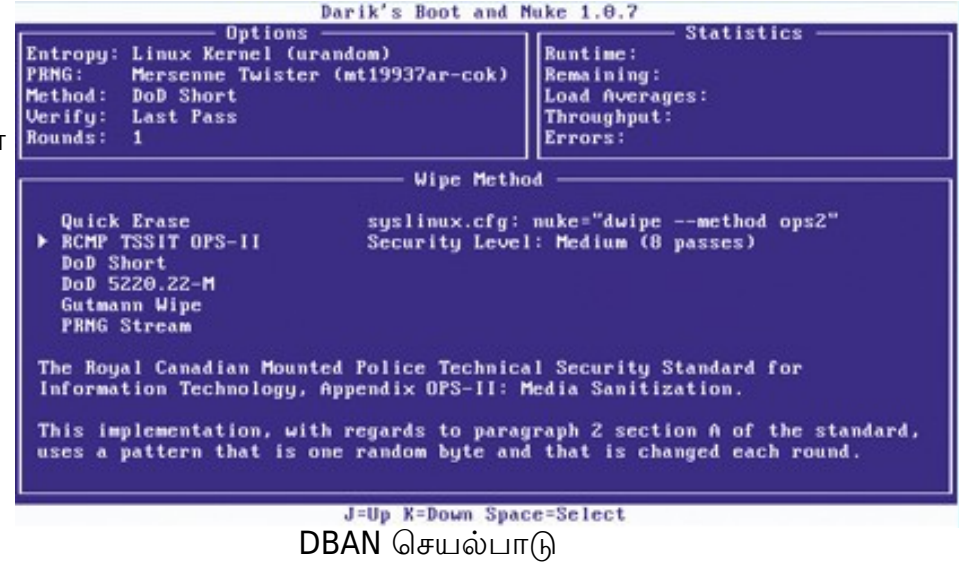 Darik's Boot and Nuke 1.0.7
Options
Entropy: Linux Kernel (urandom)
PRNG: Mersenne Twister (mt19937ar-cok)
Method: DoD Short
Verify: Last Pass
Rounds: 1
Statistics
Runtime:
Remaining:
Load Averages:
Throughput:
Errors:
Wipe Method
Quick Erase syslinux.cfg: nuke="dwipe --method ops2"
▶ RCMP TSSIT OPS-II Security Level: Medium (8 passes)
DoD Short
DoD 5220.22-M
Gutmann Wipe
PRNG Stream
The Royal Canadian Mounted Police Technical Security Standard for
Information Technology, Appendix OPS-II: Media Sanitization.
This implementation, with regards to paragraph 2 section A of the standard,
uses a pattern that is one random byte and that is changed each round.
J=Up K=Down Space=Select
DBAN செயல்பாடு